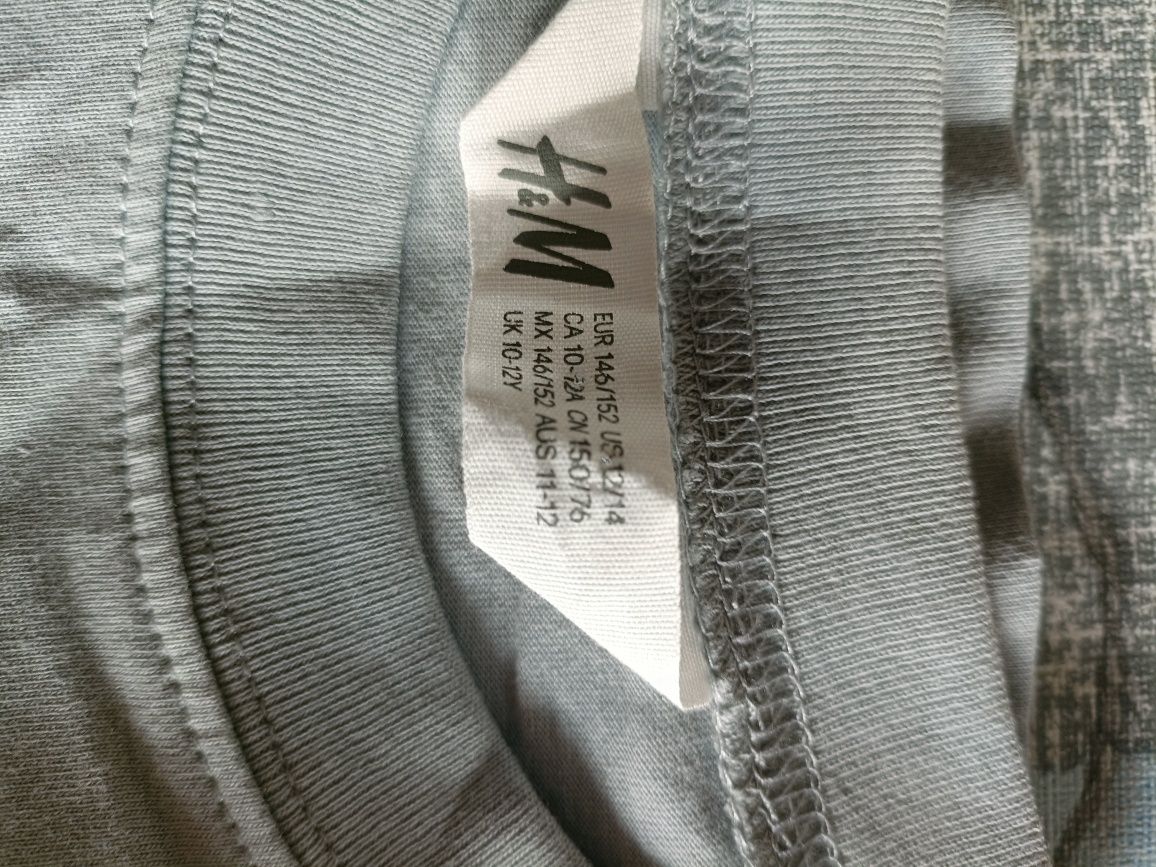 H&M
EUR 146/152 US 12/14
CA 10-12A CN 150/76
MX 146/152 AUS 11-12
UK 10-12Y